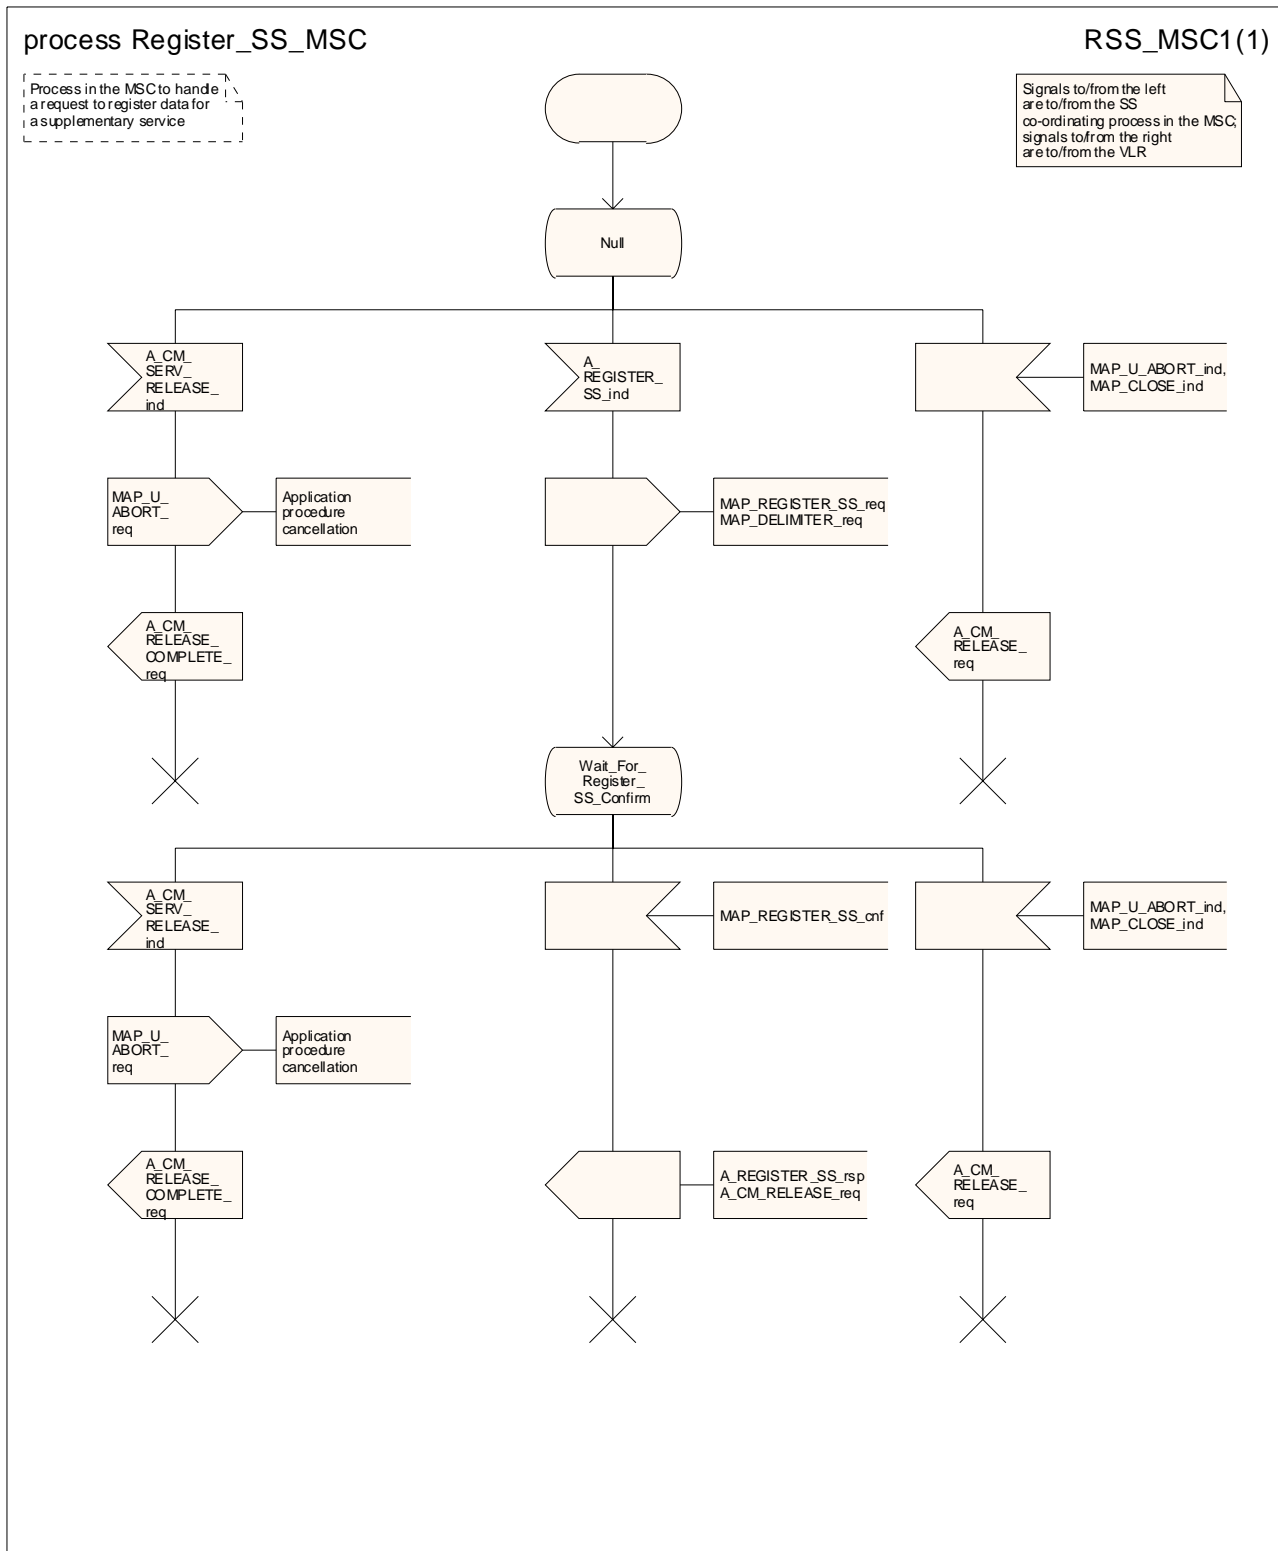 process Register_SS_MSC
RSS_MSC1(1)
Process in the MSC to handle
a request to register data for
a supplementary service
Signals to/from the left
are to/from the SS
co-ordinating process in the MSC;
signals to/from the right
are to/from the VLR
Null
A_CM_
SERV_
RELEASE_
ind
A_
REGISTER_
SS_ind
MAP_U_ABORT_ind,
MAP_CLOSE_ind
MAP_U_
ABORT_
req
Application
procedure
cancellation
MAP_REGISTER_SS_req
MAP_DELIMITER_req
A_CM_
RELEASE_
COMPLETE_
req
A_CM_
RELEASE_
req
Wait_For_
Register_
SS_Confirm
A_CM_
SERV_
RELEASE_
ind
MAP_REGISTER_SS_cnf
MAP_U_ABORT_ind,
MAP_CLOSE_ind
MAP_U_
ABORT_
req
Application
procedure
cancellation
A_CM_
RELEASE_
COMPLETE_
req
A_REGISTER_SS_rsp
A_CM_RELEASE_req
A_CM_
RELEASE_
req